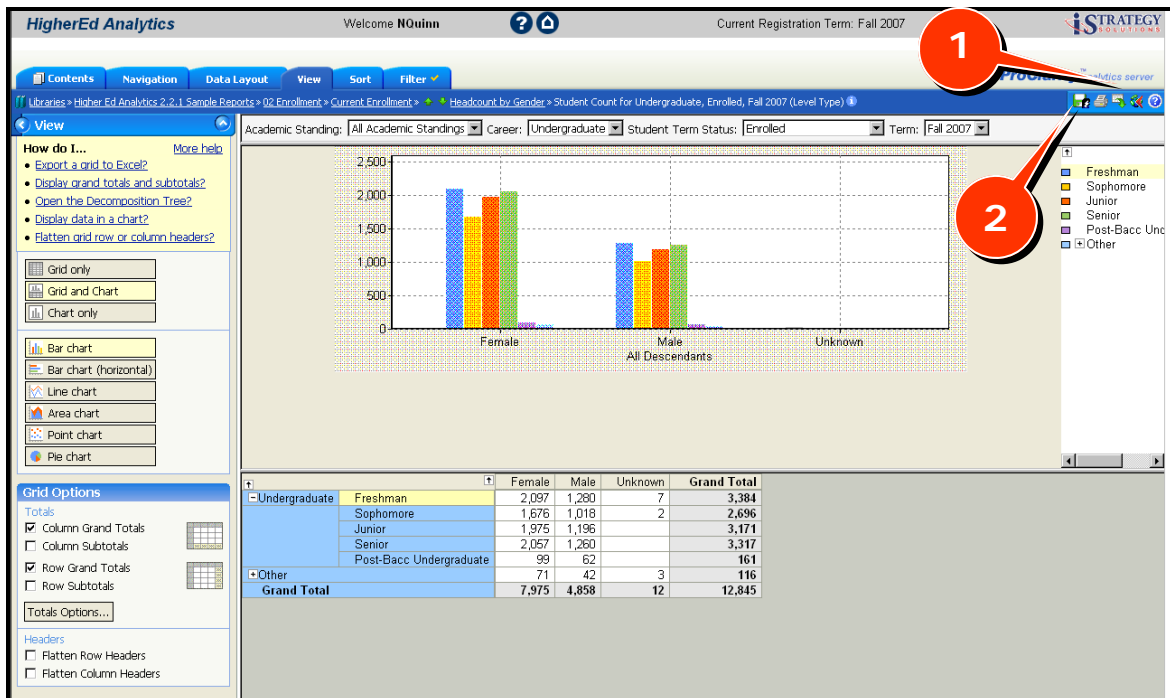 HigherEd Analytics
Welcome NQuinn
Current Registration Term: Fall 2007
iSTRATEGY
SOLUTIONS
1
Contents Navigation Data Layout View Sort Filter
analytics server
Libraries » Higher Ed Analytics 2.2.1 Sample Reports » 02 Enrollment » Current Enrollment » Headcount by Gender » Student Count for Undergraduate, Enrolled, Fall 2007 (Level Type)
View
Academic Standing: All Academic Standings Career: Undergraduate Student Term Status: Enrolled Term: Fall 2007
How do I... More help
Export a grid to Excel?
Display grand totals and subtotals?
Open the Decomposition Tree?
Display data in a chart?
Flatten grid row or column headers?
Grid only
Grid and Chart
Chart only
Bar chart
Bar chart (horizontal)
Line chart
Area chart
Point chart
Pie chart
2,500
2,000
1,500
1,000
500
0
Female Male Unknown
All Descendants
2
Freshman
Sophomore
Junior
Senior
Post-Bacc Und
Other
Grid Options
Totals
Column Grand Totals
Column Subtotals
Row Grand Totals
Row Subtotals
Totals Options...
Headers
Flatten Row Headers
Flatten Column Headers
Female Male Unknown Grand Total
Undergraduate Freshman 2,097 1,280 7 3,384
Sophomore 1,676 1,018 2 2,696
Junior 1,975 1,196 3,171
Senior 2,057 1,260 3,317
Post-Bacc Undergraduate 99 62 161
Other 71 42 3 116
Grand Total 7,975 4,858 12 12,845